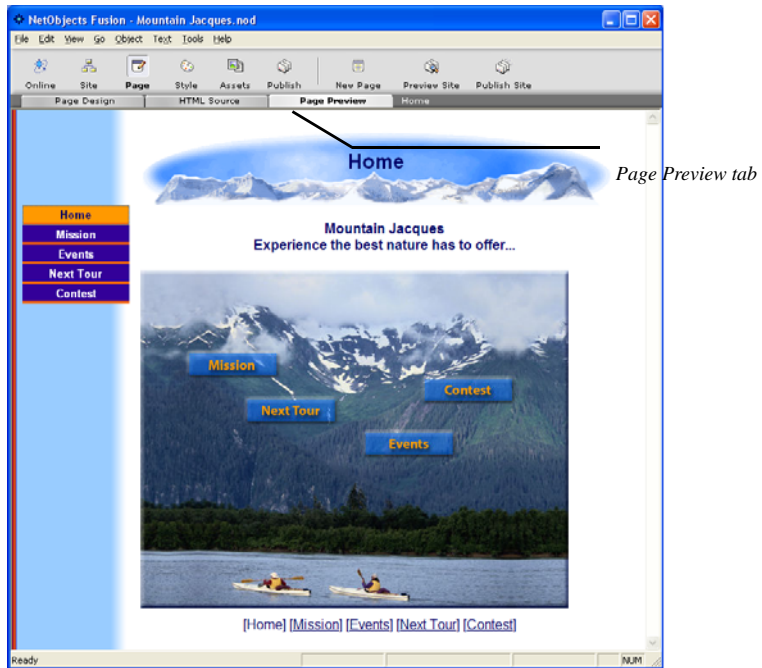 NetObjects Fusion - Mountain Jacques.nod
File Edit View Go Object Text Tools Help
Online Site Page Style Assets Publish New Page Preview Site Publish Site
Page Design HTML Source Page Preview Home
Home
Page Preview tab
Home
Mission
Events
Next Tour
Contest
Mountain Jacques
Experience the best nature has to offer...
Mission
Contest
Next Tour
Events
[Home] [Mission] [Events] [Next Tour] [Contest]
Ready NUM